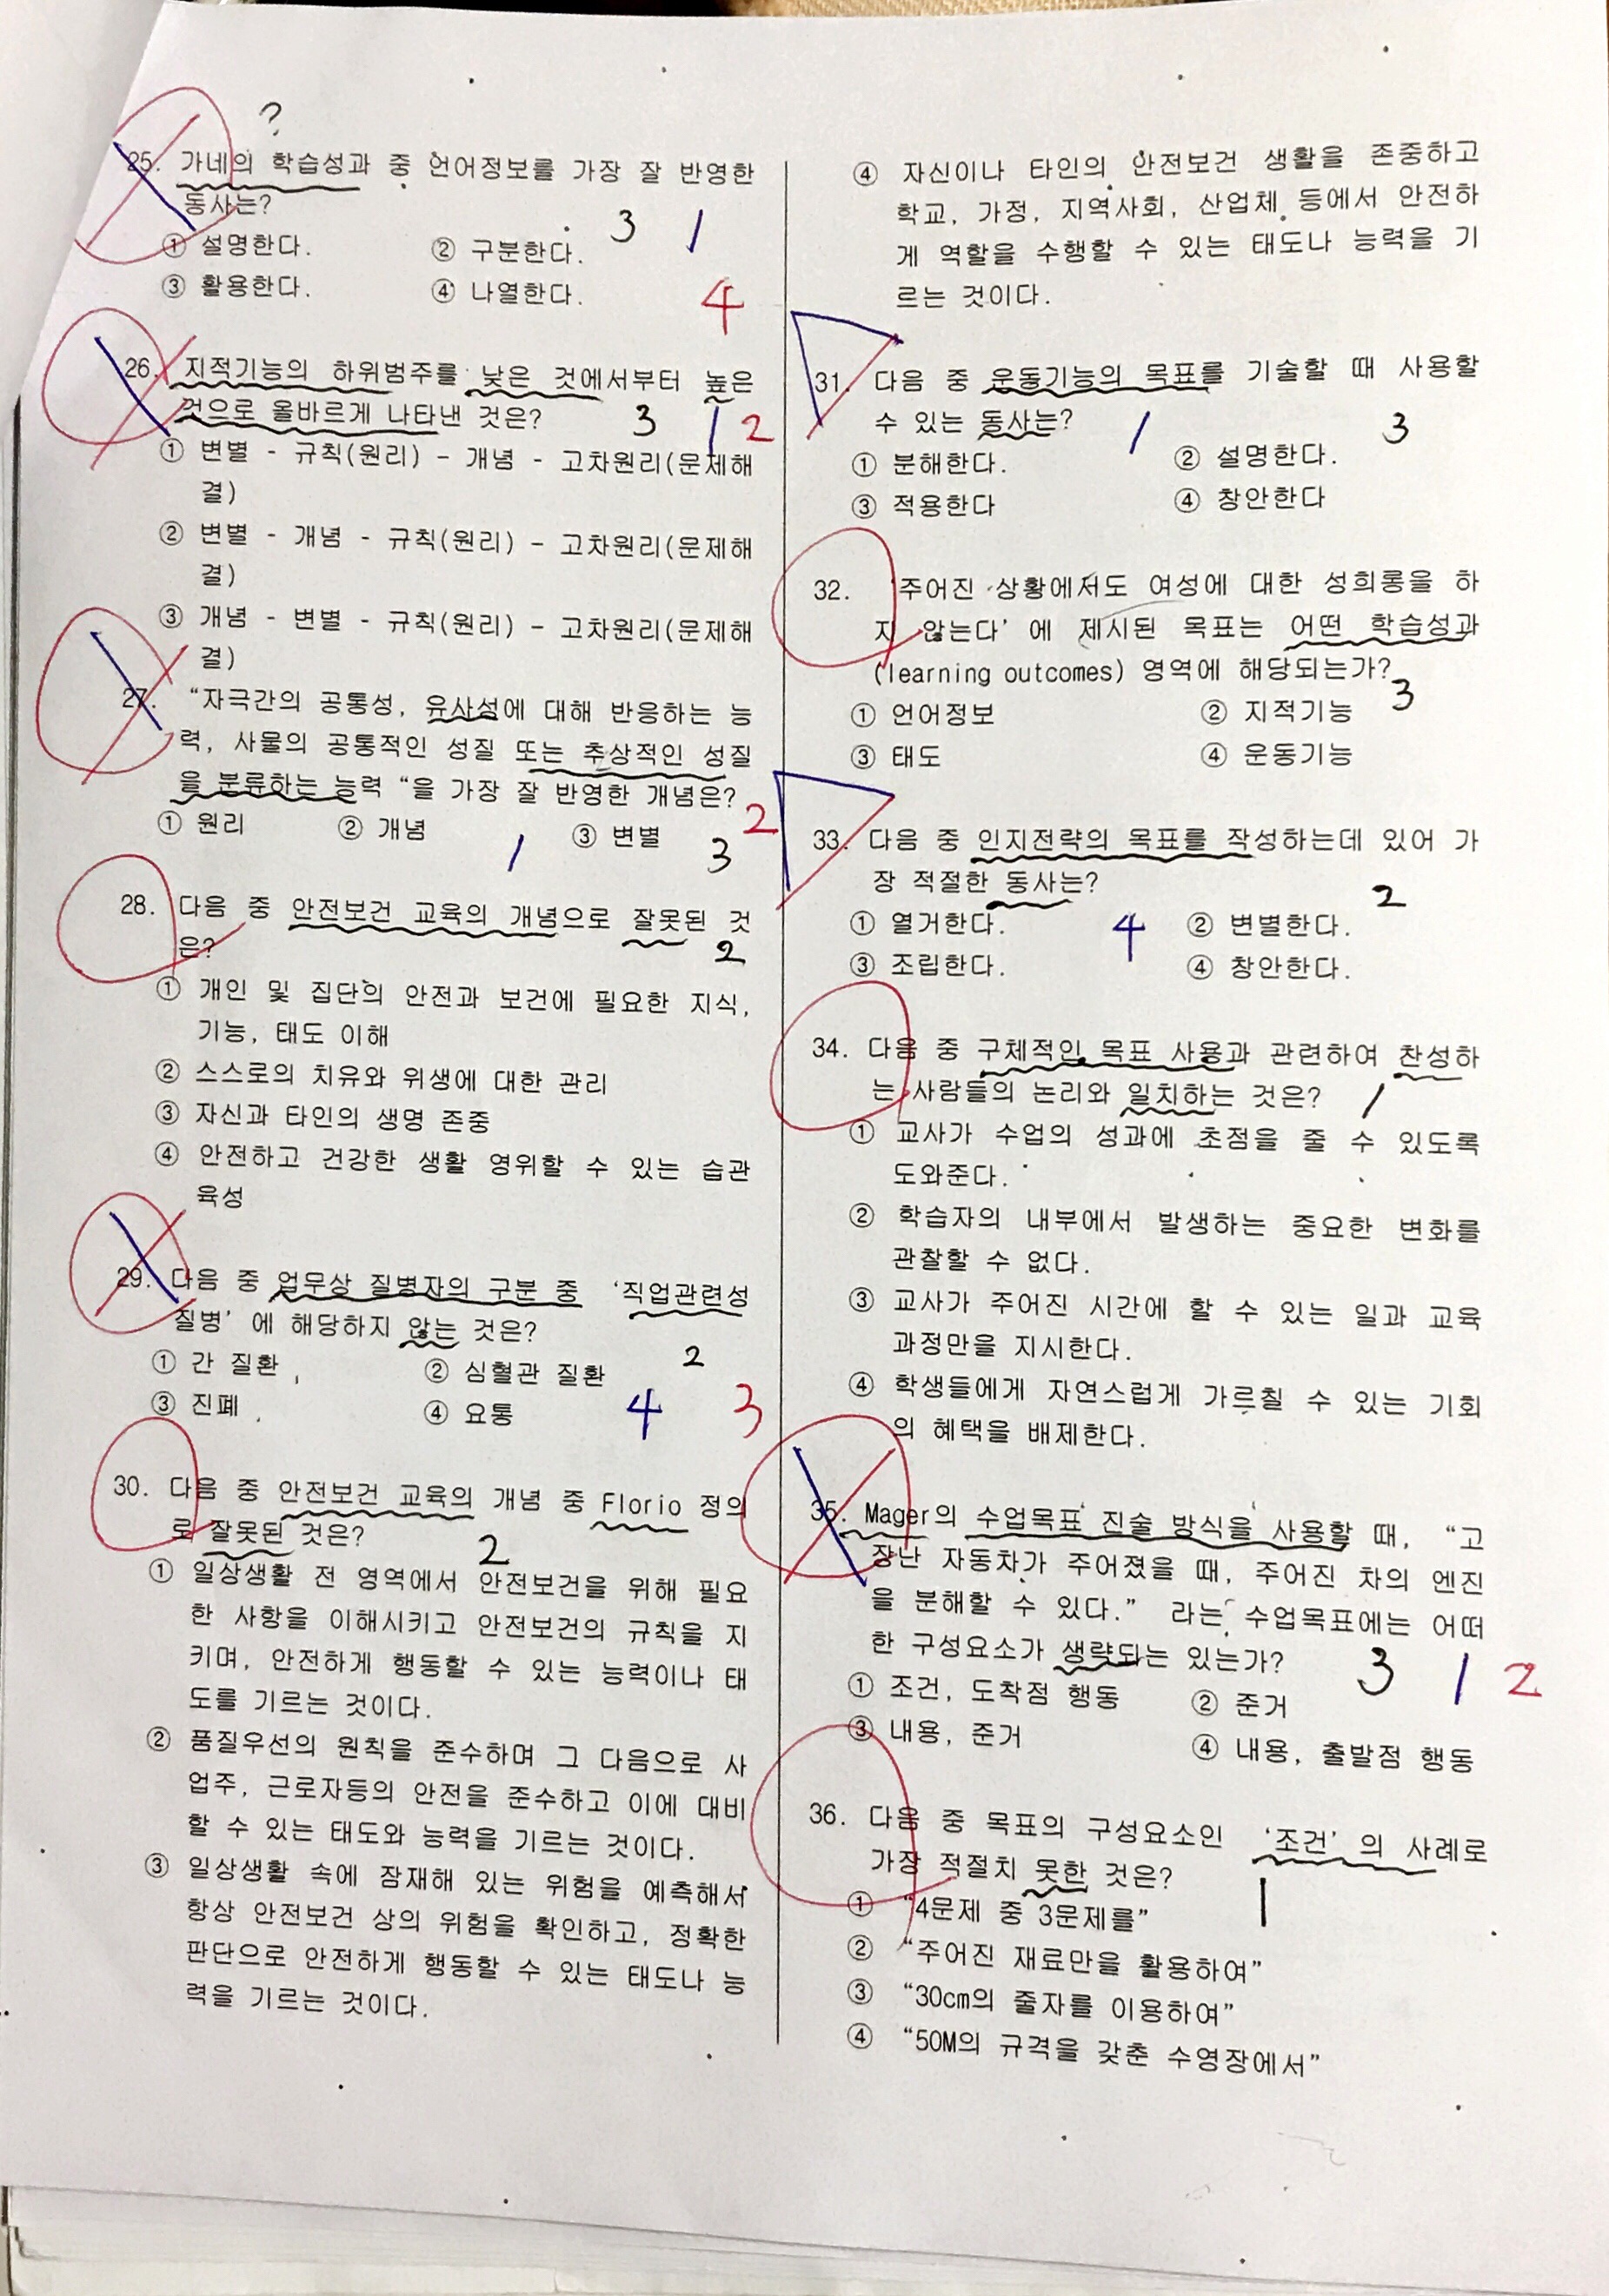 ?
25. 가네의 학습성과 중 언어정보를 가장 잘 반영한
동사는?
3 1
① 설명한다. ② 구분한다.
③ 활용한다. ④ 나열한다.
4
26. 지적기능의 하위범주를 낮은 것에서부터 높은
것으로 올바르게 나타낸 것은?
3 1 2
① 변별 - 규칙(원리) - 개념 - 고차원리(문제해
결)
② 변별 - 개념 - 규칙(원리) - 고차원리(문제해
결)
③ 개념 - 변별 - 규칙(원리) - 고차원리(문제해
결)
27. “자극간의 공통성, 유사성에 대해 반응하는 능
력, 사물의 공통적인 성질 또는 추상적인 성질
을 분류하는 능력 “을 가장 잘 반영한 개념은?
① 원리 ② 개념 ③ 변별
1 3 2
28. 다음 중 안전보건 교육의 개념으로 잘못된 것
은?
2
① 개인 및 집단의 안전과 보건에 필요한 지식,
기능, 태도 이해
② 스스로의 치유와 위생에 대한 관리
③ 자신과 타인의 생명 존중
④ 안전하고 건강한 생활 영위할 수 있는 습관
육성
29. 다음 중 업무상 질병자의 구분 중 ‘직업관련성
질병’에 해당하지 않는 것은?
① 간 질환 ② 심혈관 질환
2
③ 진폐 ④ 요통
4 3
30. 다음 중 안전보건 교육의 개념 중 Florio 정의
로 잘못된 것은?
2
① 일상생활 전 영역에서 안전보건을 위해 필요
한 사항을 이해시키고 안전보건의 규칙을 지
키며, 안전하게 행동할 수 있는 능력이나 태
도를 기르는 것이다.
② 품질우선의 원칙을 준수하며 그 다음으로 사
업주, 근로자등의 안전을 준수하고 이에 대비
할 수 있는 태도와 능력을 기르는 것이다.
③ 일상생활 속에 잠재해 있는 위험을 예측해서
항상 안전보건 상의 위험을 확인하고, 정확한
판단으로 안전하게 행동할 수 있는 태도나 능
력을 기르는 것이다.
④ 자신이나 타인의 안전보건 생활을 존중하고
학교, 가정, 지역사회, 산업체 등에서 안전하
게 역할을 수행할 수 있는 태도나 능력을 기
르는 것이다.
31. 다음 중 운동기능의 목표를 기술할 때 사용할
수 있는 동사는?
1 3
① 분해한다. ② 설명한다.
③ 적용한다 ④ 창안한다
32. ‘주어진 상황에서도 여성에 대한 성희롱을 하
지 않는다’에 제시된 목표는 어떤 학습성과
(learning outcomes) 영역에 해당되는가?
3
① 언어정보 ② 지적기능
③ 태도 ④ 운동기능
33. 다음 중 인지전략의 목표를 작성하는데 있어 가
장 적절한 동사는?
2
① 열거한다. ② 변별한다.
4
③ 조립한다. ④ 창안한다.
34. 다음 중 구체적인 목표 사용과 관련하여 찬성하
는 사람들의 논리와 일치하는 것은?
1
① 교사가 수업의 성과에 초점을 줄 수 있도록
도와준다.
② 학습자의 내부에서 발생하는 중요한 변화를
관찰할 수 없다.
③ 교사가 주어진 시간에 할 수 있는 일과 교육
과정만을 지시한다.
④ 학생들에게 자연스럽게 가르칠 수 있는 기회
의 혜택을 배제한다.
35. Mager의 수업목표 진술 방식을 사용할 때, “고
장난 자동차가 주어졌을 때, 주어진 차의 엔진
을 분해할 수 있다.” 라는 수업목표에는 어떠
한 구성요소가 생략되는 있는가?
3 1 2
① 조건, 도착점 행동 ② 준거
③ 내용, 준거 ④ 내용, 출발점 행동
36. 다음 중 목표의 구성요소인 ‘조건’의 사례로
가장 적절치 못한 것은?
1
① “4문제 중 3문제를”
② “주어진 재료만을 활용하여”
③ “30cm의 줄자를 이용하여”
④ “50M의 규격을 갖춘 수영장에서”